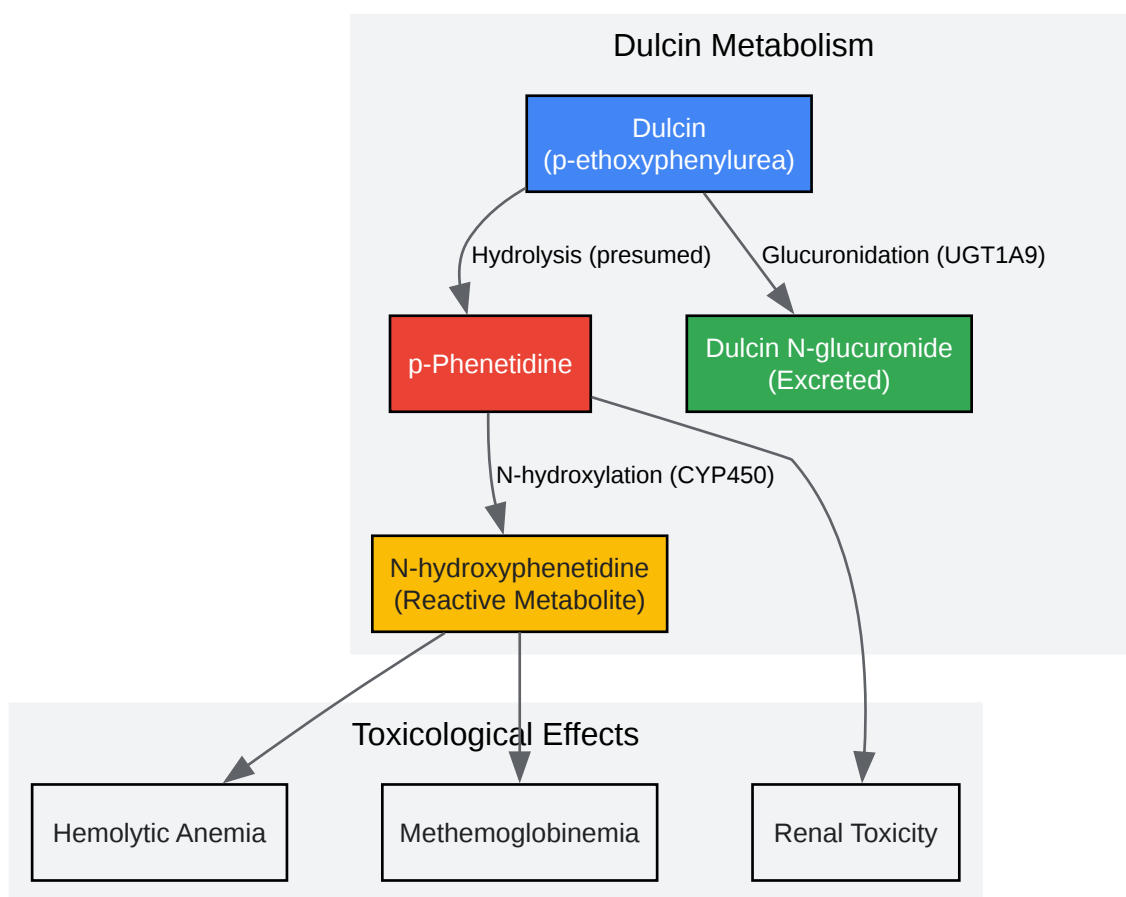 Dulcin Metabolism
Dulcin
(p-ethoxyphenylurea)
Hydrolysis (presumed)
Glucuronidation (UGT1A9)
p-Phenetidine
Dulcin N-glucuronide
(Excreted)
N-hydroxylation (CYP450)
N-hydroxyphenetidine
(Reactive Metabolite)
Toxicological Effects
Hemolytic Anemia
Methemoglobinemia
Renal Toxicity